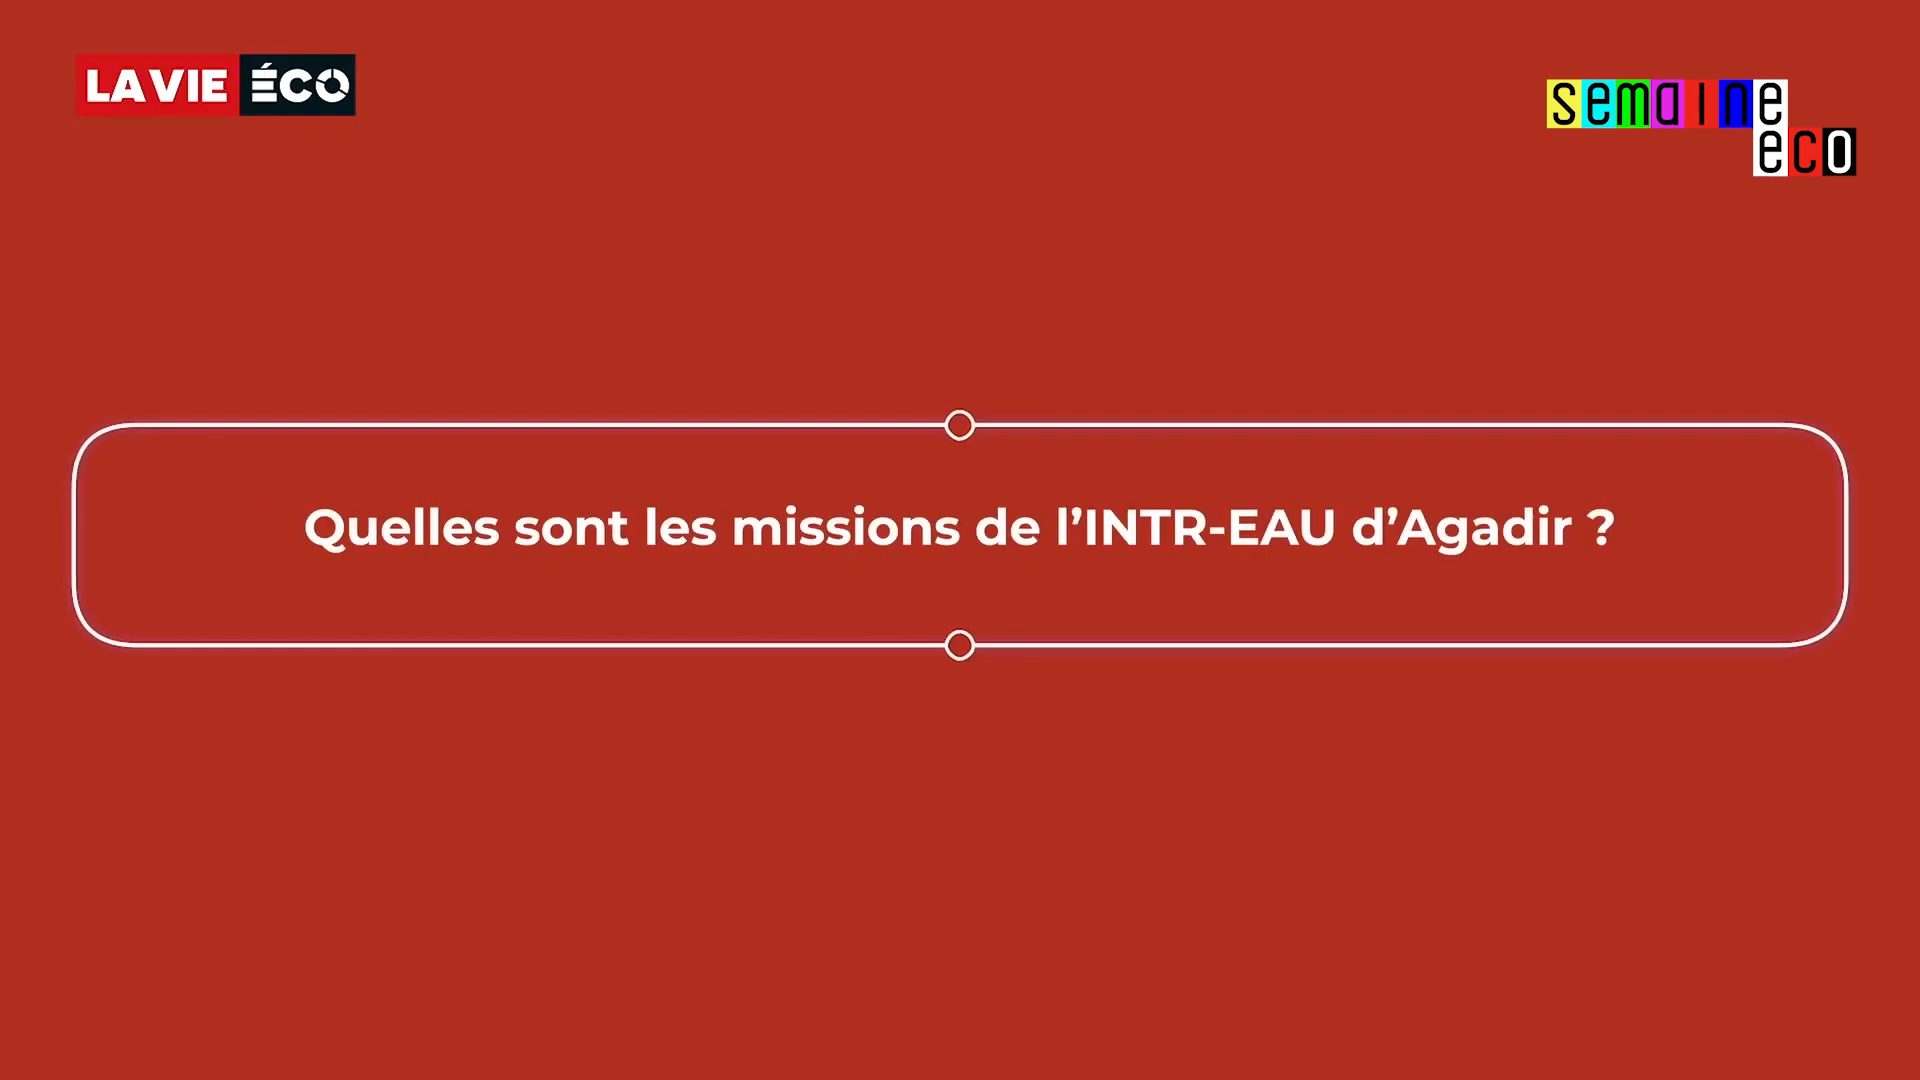 LA VIE ÉCO
semaine
eco
Quelles sont les missions de l’INTR-EAU d’Agadir ?